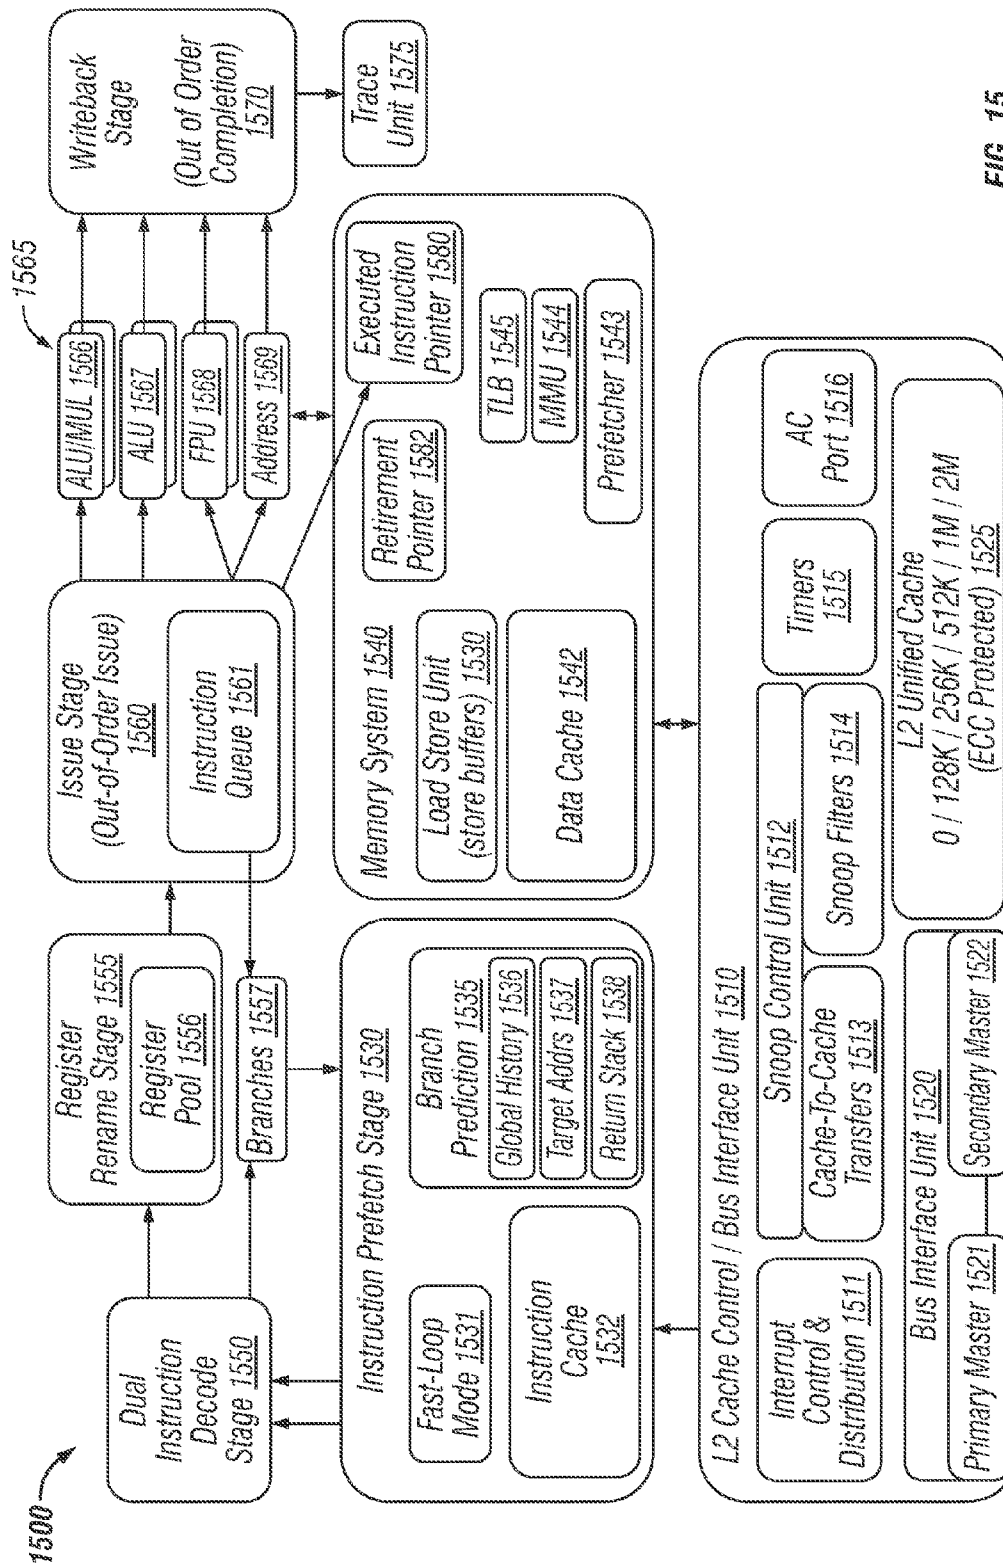 1500
Dual
Instruction
Decode
Stage 1550
Register
Rename Stage 1555
Register
Pool 1556
Branches 1557
Issue Stage
(Out-of-Order Issue)
1560
Instruction
Queue 1561
1565
ALU/MUL 1566
ALU 1567
FPU 1568
Address 1569
Writeback
Stage
(Out of Order
Completion)
1570
Trace
Unit 1575
Instruction Prefetch Stage 1530
Fast-Loop
Mode 1531
Instruction
Cache
1532
Branch
Prediction 1535
Global History 1536
Target Addrs 1537
Return Stack 1538
Memory System 1540
Load Store Unit
(store buffers) 1530
Data Cache 1542
Retirement
Pointer 1582
Executed
Instruction
Pointer 1580
TLB 1545
MMU 1544
Prefetcher 1543
L2 Cache Control / Bus Interface Unit 1510
Interrupt
Control &
Distribution 1511
Snoop Control Unit 1512
Cache-To-Cache
Transfers 1513
Snoop Filters 1514
Timers
1515
AC
Port 1516
Bus Interface Unit 1520
Primary Master 1521
Secondary Master 1522
L2 Unified Cache
0 / 128K / 256K / 512K / 1M / 2M
(ECC Protected) 1525
FIG. 15